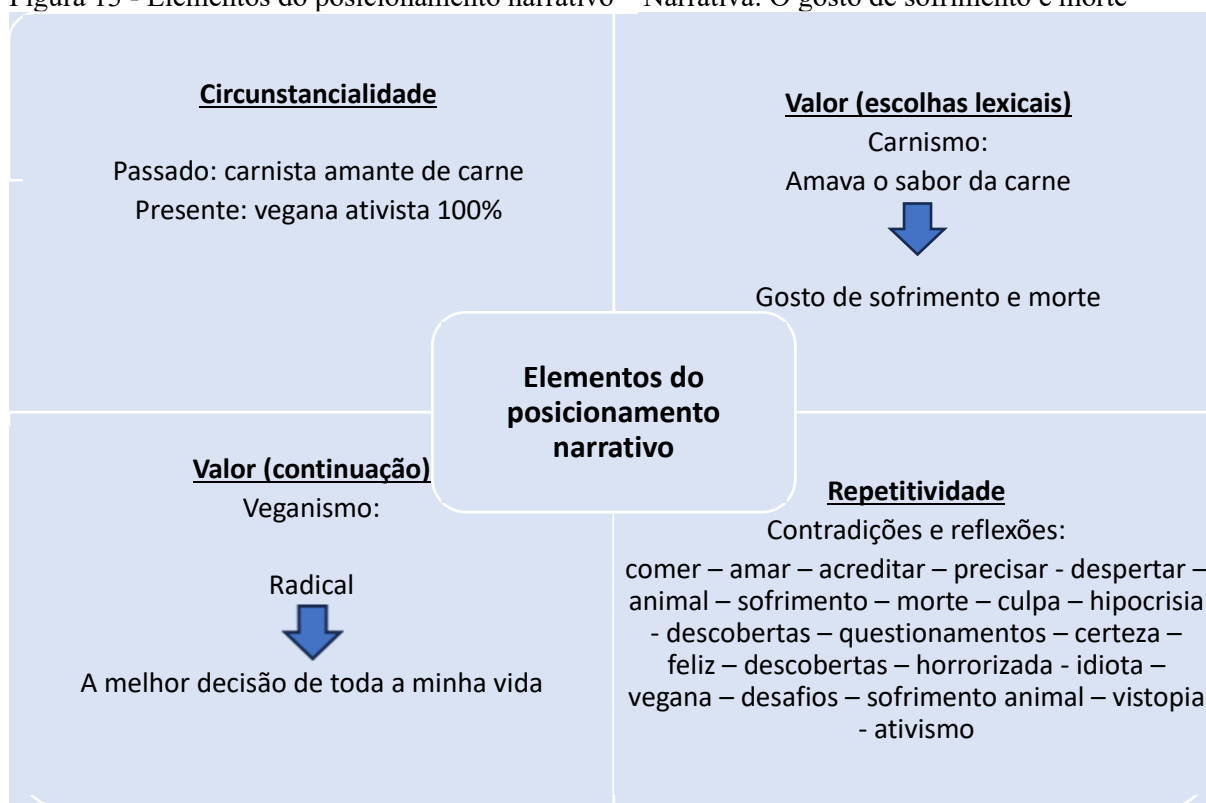 Figura 13 - Elementos do posicionamento narrativo – Narrativa: O gosto de sofrimento e morte
Circunstancialidade
Passado: carnista amante de carne
Presente: vegana ativista 100%
Valor (escolhas lexicais)
Carnismo:
Amava o sabor da carne
Gosto de sofrimento e morte
Elementos do
posicionamento
narrativo
Valor (continuação)
Veganismo:
Radical
A melhor decisão de toda a minha vida
Repetitividade
Contradições e reflexões:
comer – amar – acreditar – precisar - despertar –
animal – sofrimento – morte – culpa – hipocrisia
- descobertas – questionamentos – certeza –
feliz – descobertas – horrorizada - idiota –
vegana – desafios – sofrimento animal – vistopia
- ativismo